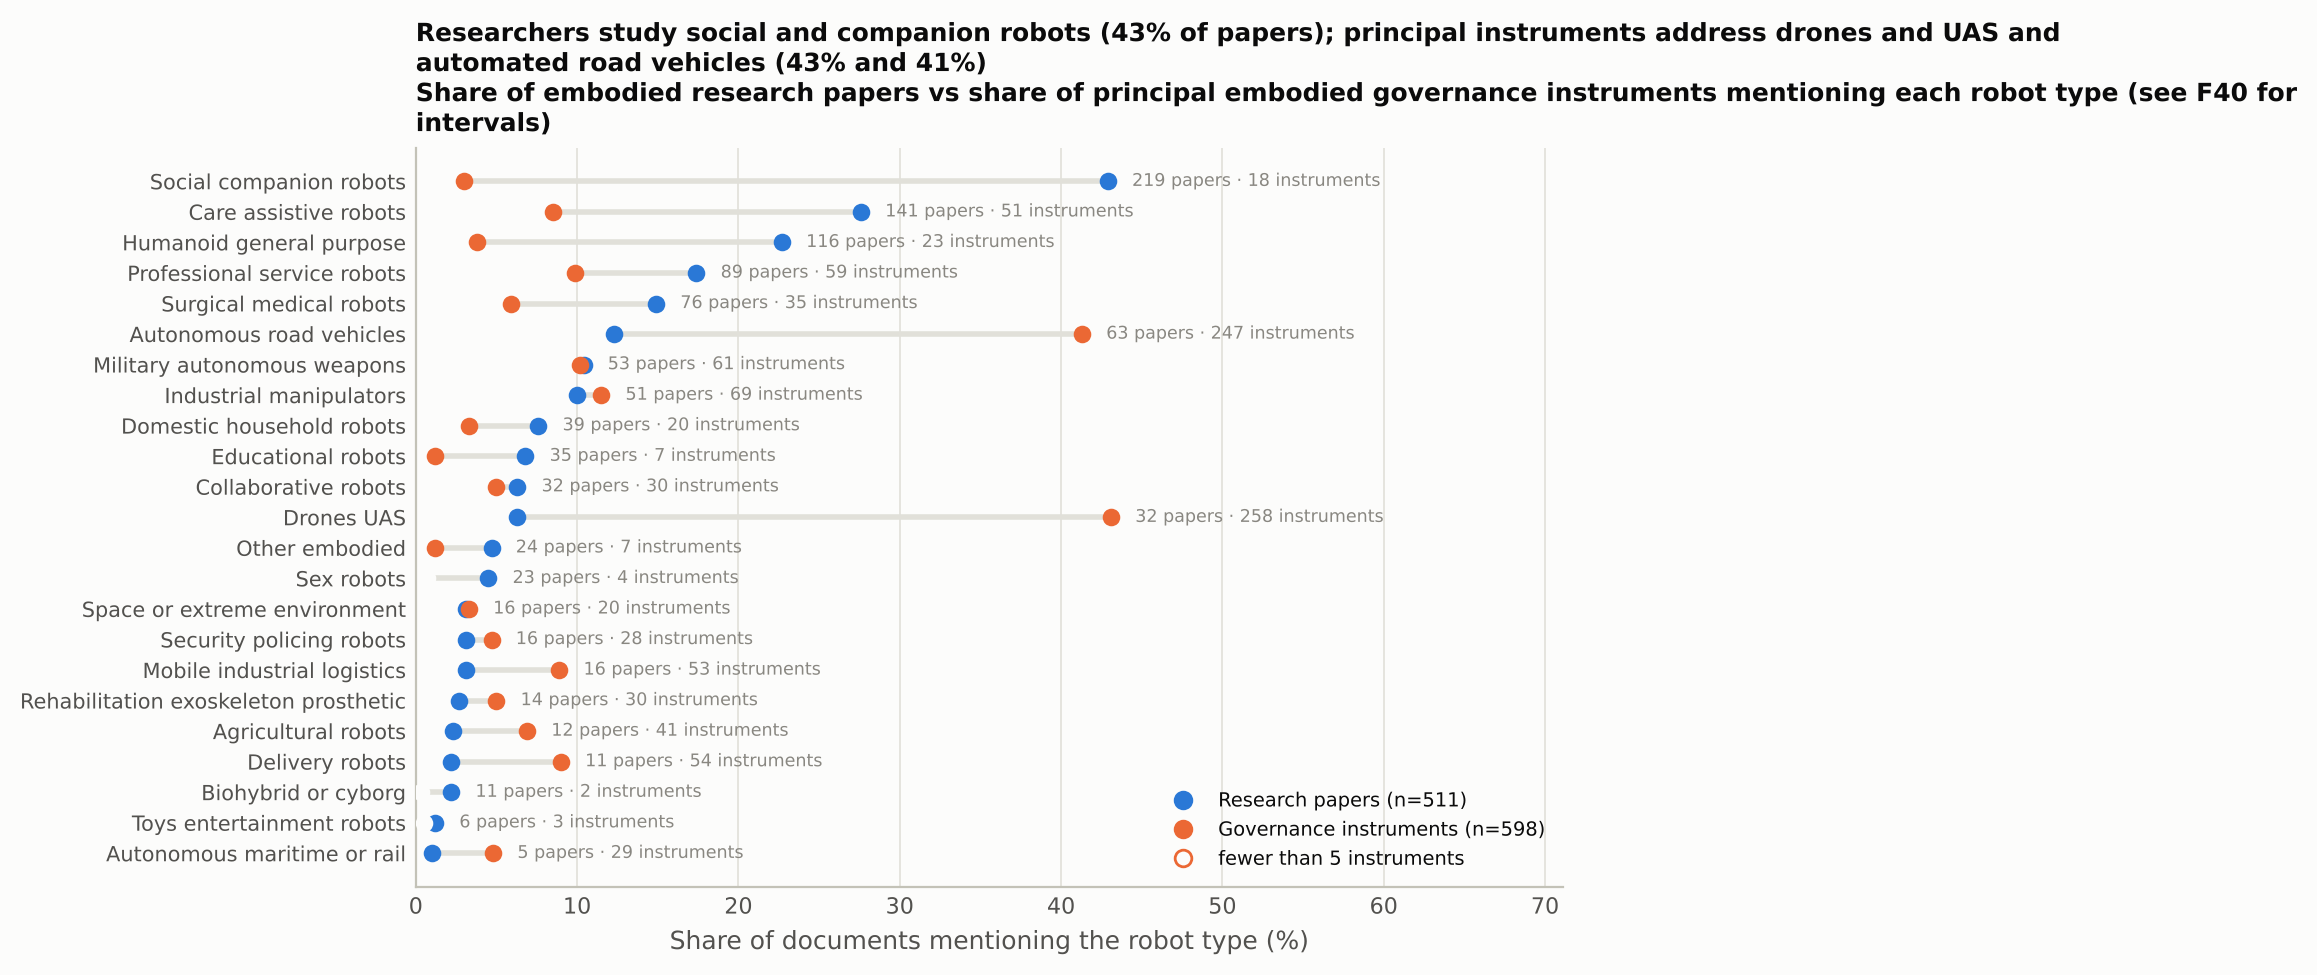 Researchers study social and companion robots (43% of papers); principal instruments address drones and UAS and
automated road vehicles (43% and 41%)
Share of embodied research papers vs share of principal embodied governance instruments mentioning each robot type (see F40 for
intervals)
Social companion robots 219 papers · 18 instruments
Care assistive robots 141 papers · 51 instruments
Humanoid general purpose 116 papers · 23 instruments
Professional service robots 89 papers · 59 instruments
Surgical medical robots 76 papers · 35 instruments
Autonomous road vehicles 63 papers · 247 instruments
Military autonomous weapons 53 papers · 61 instruments
Industrial manipulators 51 papers · 69 instruments
Domestic household robots 39 papers · 20 instruments
Educational robots 35 papers · 7 instruments
Collaborative robots 32 papers · 30 instruments
Drones UAS 32 papers · 258 instruments
Other embodied 24 papers · 7 instruments
Sex robots 23 papers · 4 instruments
Space or extreme environment 16 papers · 20 instruments
Security policing robots 16 papers · 28 instruments
Mobile industrial logistics 16 papers · 53 instruments
Rehabilitation exoskeleton prosthetic 14 papers · 30 instruments
Agricultural robots 12 papers · 41 instruments
Delivery robots 11 papers · 54 instruments
Biohybrid or cyborg 11 papers · 2 instruments
Toys entertainment robots 6 papers · 3 instruments
Autonomous maritime or rail 5 papers · 29 instruments
Research papers (n=511)
Governance instruments (n=598)
fewer than 5 instruments
0 10 20 30 40 50 60 70
Share of documents mentioning the robot type (%)